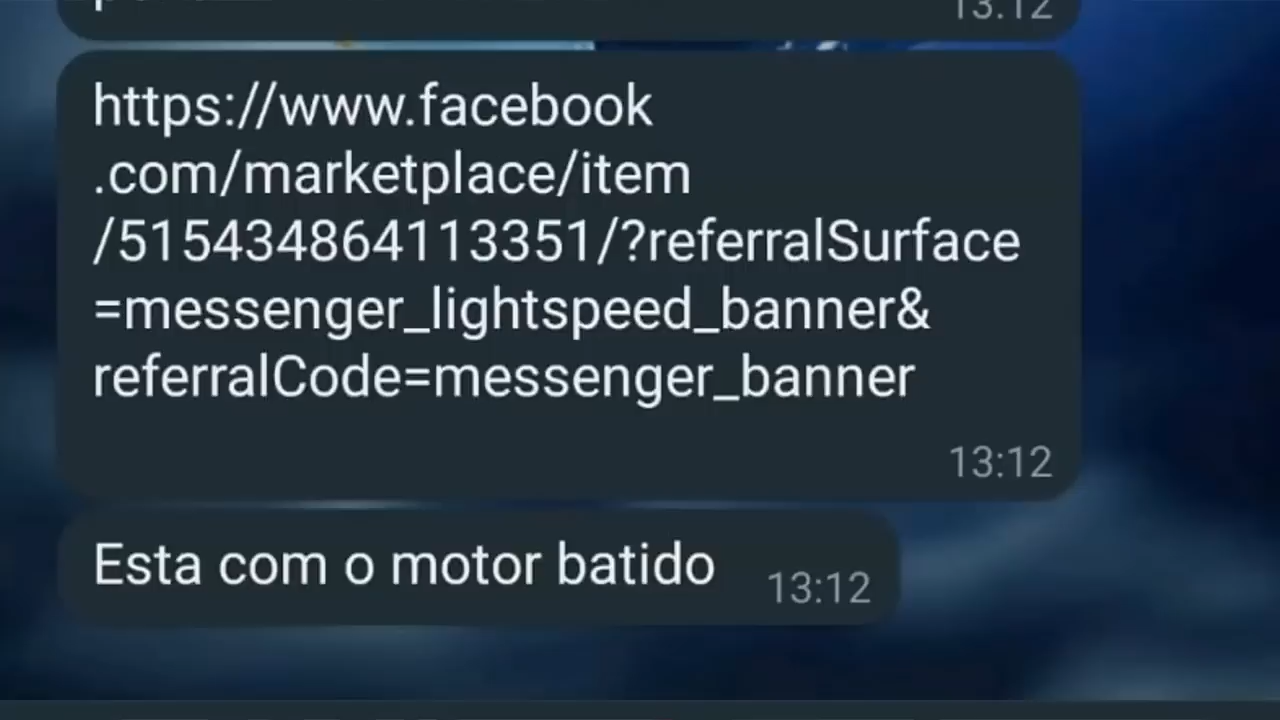 13:12
https://www.facebook
.com/marketplace/item
/515434864113351/?referralSurface
=messenger_lightspeed_banner&
referralCode=messenger_banner
13:12
Esta com o motor batido 13:12